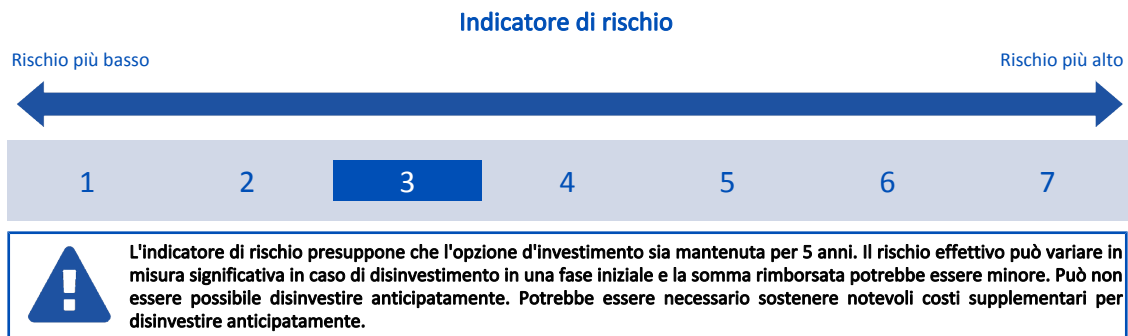 Indicatore di rischio
Rischio più basso Rischio più alto
1 2 3 4 5 6 7
L'indicatore di rischio presuppone che l'opzione d'investimento sia mantenuta per 5 anni. Il rischio effettivo può variare in
misura significativa in caso di disinvestimento in una fase iniziale e la somma rimborsata potrebbe essere minore. Può non
essere possibile disinvestire anticipatamente. Potrebbe essere necessario sostenere notevoli costi supplementari per
disinvestire anticipatamente.